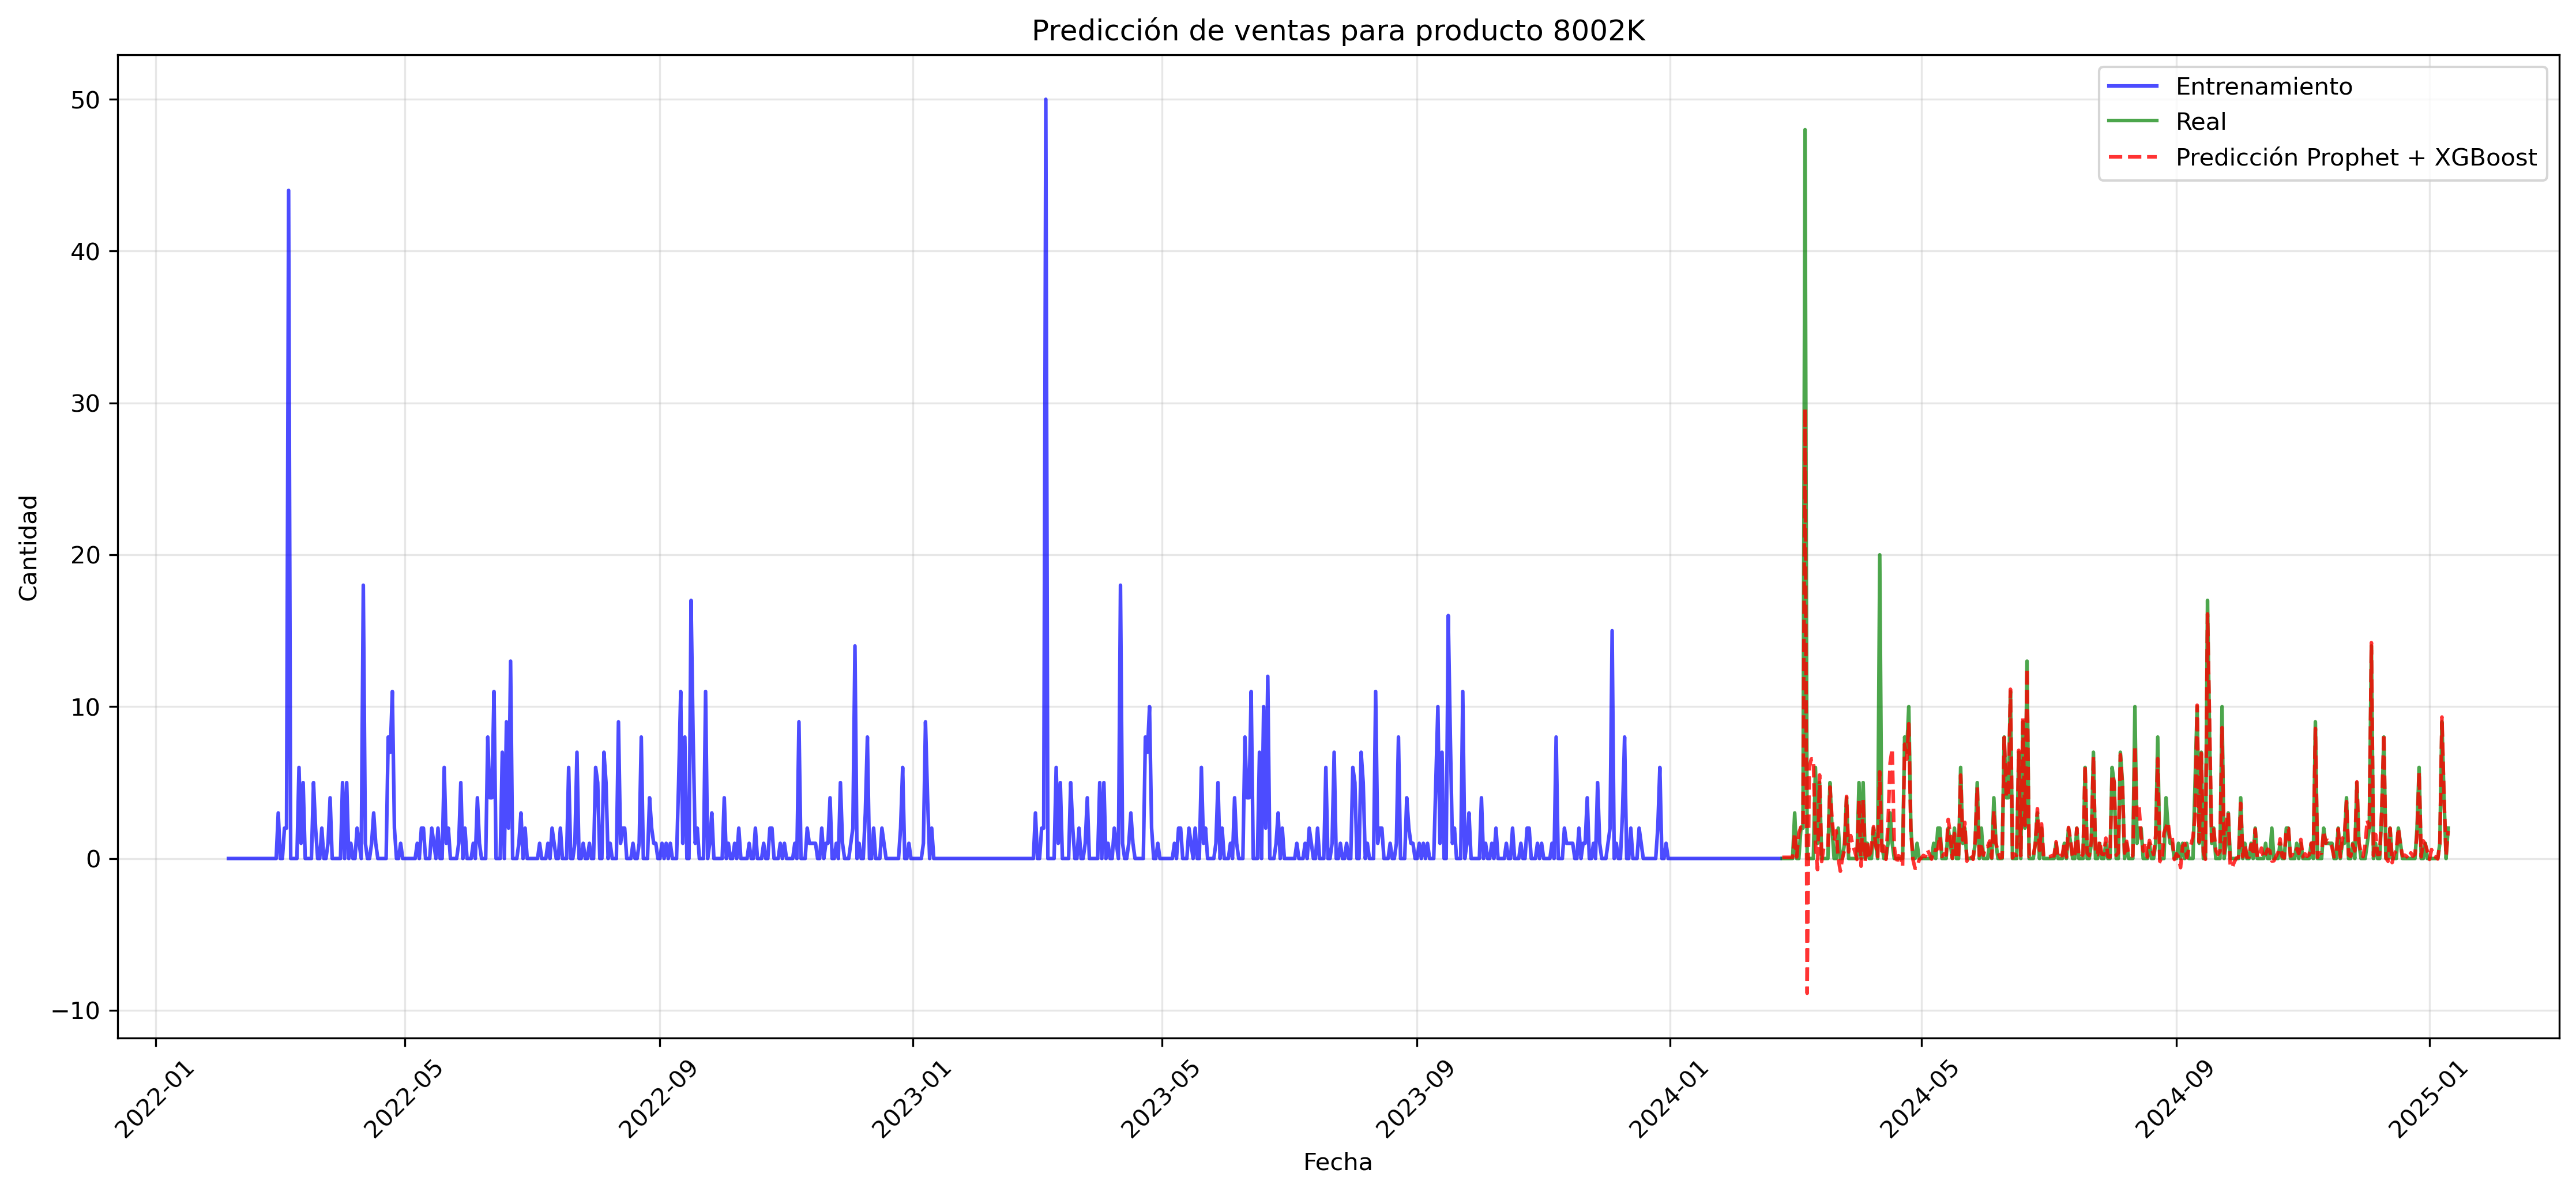 Predicción de ventas para producto 8002K
Entrenamiento
Real
Predicción Prophet + XGBoost
Cantidad
50
40
30
20
10
0
−10
2022-01
2022-05
2022-09
2023-01
2023-05
2023-09
2024-01
2024-05
2024-09
2025-01
Fecha